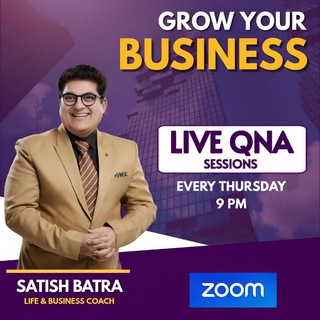 GROW YOUR
BUSINESS
LIVE QNA
SESSIONS
EVERY THURSDAY
9 PM
SATISH BATRA
LIFE & BUSINESS COACH
zoom